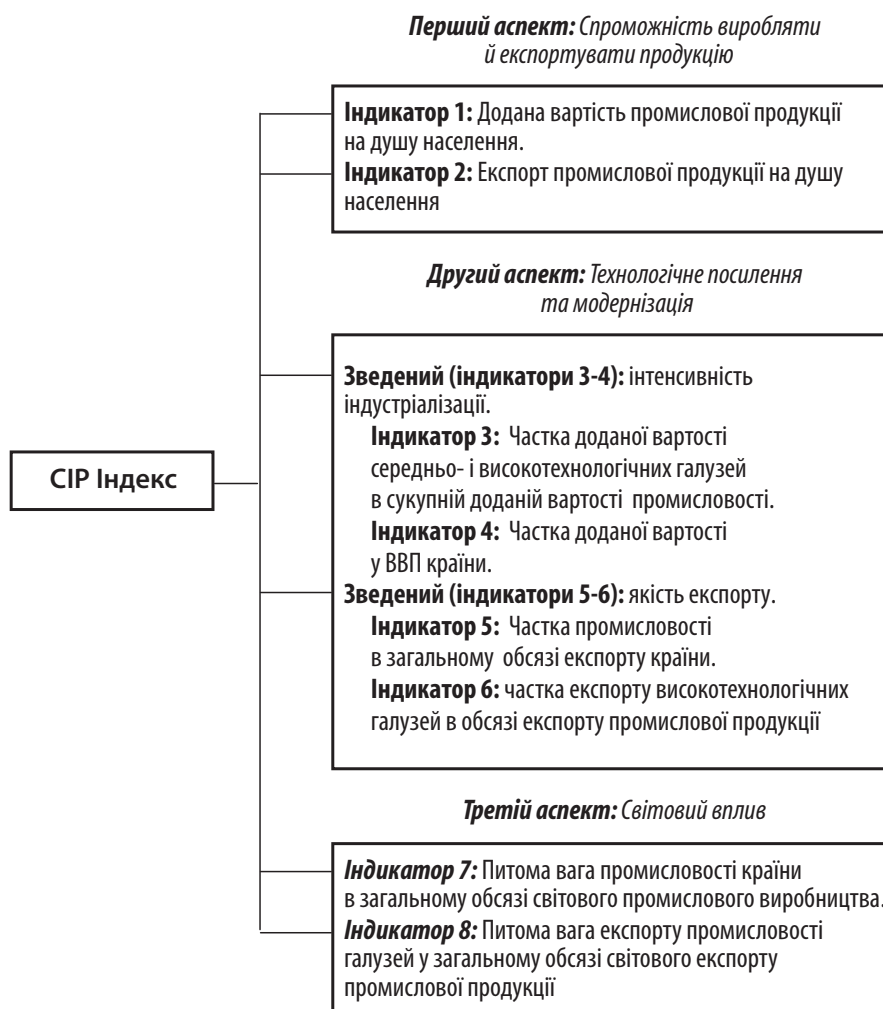 Перший аспект: Спроможність виробляти
й експортувати продукцію
Індикатор 1: Додана вартість промислової продукції
на душу населення.
Індикатор 2: Експорт промислової продукції на душу
населення
Другий аспект: Технологічне посилення
та модернізація
Зведений (індикатори 3-4): інтенсивність
індустріалізації.
Індикатор 3: Частка доданої вартості
середньо- і високотехнологічних галузей
в сукупній доданій вартості промисловості.
Індикатор 4: Частка доданої вартості
у ВВП країни.
Зведений (індикатори 5-6): якість експорту.
Індикатор 5: Частка промисловості
в загальному обсязі експорту країни.
Індикатор 6: частка експорту високотехнологічних
галузей в обсязі експорту промислової продукції
CIP Індекс
Третій аспект: Світовий вплив
Індикатор 7: Питома вага промисловості країни
в загальному обсязі світового промислового виробництва.
Індикатор 8: Питома вага експорту промисловості
галузей у загальному обсязі світового експорту
промислової продукції